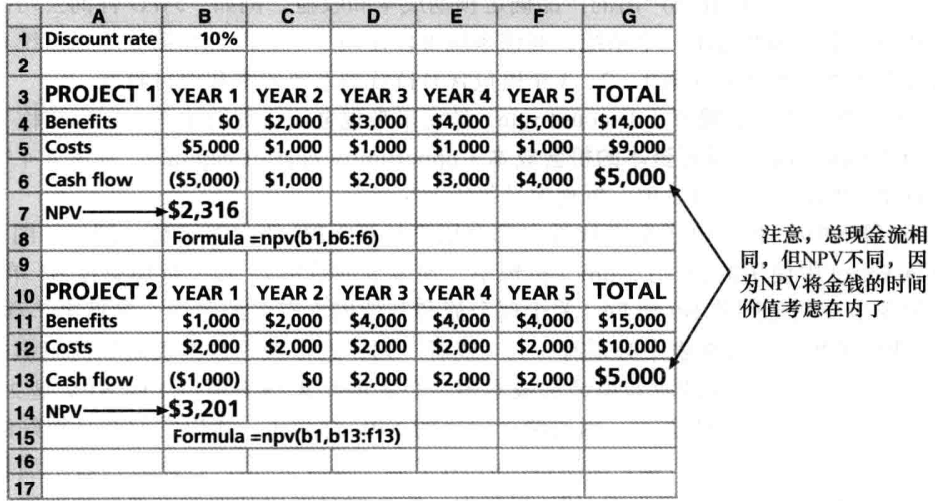 A B C D E F G
1 Discount rate 10%
2
3 PROJECT 1 YEAR 1 YEAR 2 YEAR 3 YEAR 4 YEAR 5 TOTAL
4 Benefits $0 $2,000 $3,000 $4,000 $5,000 $14,000
5 Costs $5,000 $1,000 $1,000 $1,000 $1,000 $9,000
6 Cash flow ($5,000) $1,000 $2,000 $3,000 $4,000 $5,000
7 NPV $2,316
8 Formula =npv(b1,b6:f6)
9
10 PROJECT 2 YEAR 1 YEAR 2 YEAR 3 YEAR 4 YEAR 5 TOTAL
11 Benefits $1,000 $2,000 $4,000 $4,000 $4,000 $15,000
12 Costs $2,000 $2,000 $2,000 $2,000 $2,000 $10,000
13 Cash flow ($1,000) $0 $2,000 $2,000 $2,000 $5,000
14 NPV $3,201
15 Formula =npv(b1,b13:f13)
16
17
注意，总现金流相
同，但NPV不同，因
为NPV将金钱的时间
价值考虑在内了